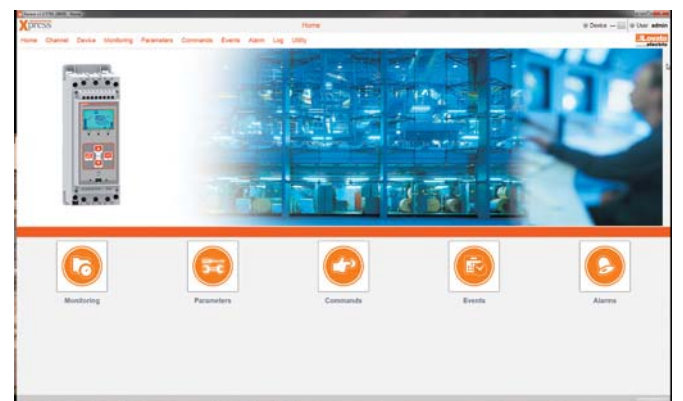 Xpress
Home
Device --
User admin
Home Channel Device Monitoring Parameters Commands Events Alarm Log Utility
Lovato
electric
Monitoring
Parameters
Commands
Events
Alarms